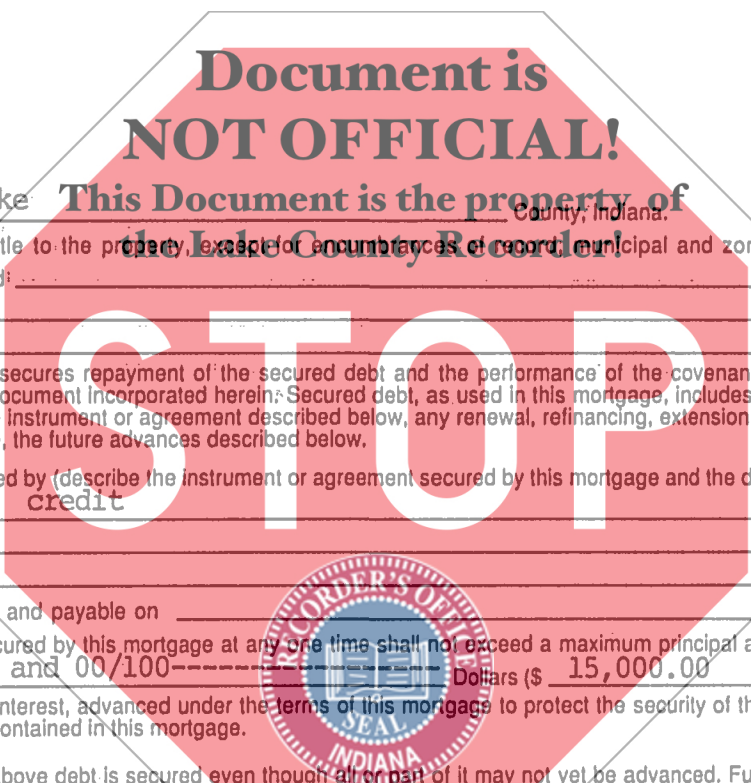 Document is
NOT OFFICIAL!
This Document is the property of
the Lake County Recorder!
STOP
ke County, Indiana.
tle to the property, except for encumbrances of record, municipal and zon
d:
secures repayment of the secured debt and the performance of the covenan
ocument incorporated herein. Secured debt, as used in this mortgage, includes
instrument or agreement described below, any renewal, refinancing, extension
, the future advances described below.
ed by (describe the instrument or agreement secured by this mortgage and the d
credit
and payable on
cured by this mortgage at any one time shall not exceed a maximum principal a
and 00/100------------------------ Dollars ($ 15,000.00
nterest, advanced under the terms of this mortgage to protect the security of th
ontained in this mortgage.
bove debt is secured even though all or part of it may not yet be advanced. Fu
RECORDER'S OFFICE
SEAL
INDIANA